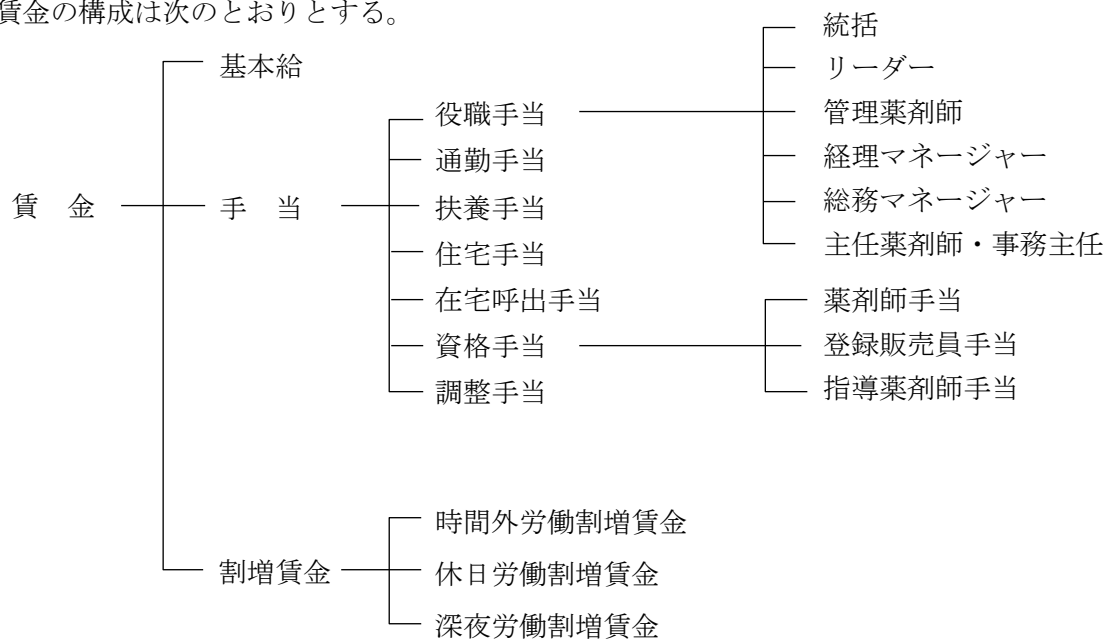 賃金の構成は次のとおりとする。
統括
基本給
リーダー
役職手当
管理薬剤師
通勤手当
経理マネージャー
賃 金
手 当
扶養手当
総務マネージャー
住宅手当
主任薬剤師・事務主任
在宅呼出手当
薬剤師手当
資格手当
登録販売員手当
調整手当
指導薬剤師手当
時間外労働割増賃金
割増賃金
休日労働割増賃金
深夜労働割増賃金